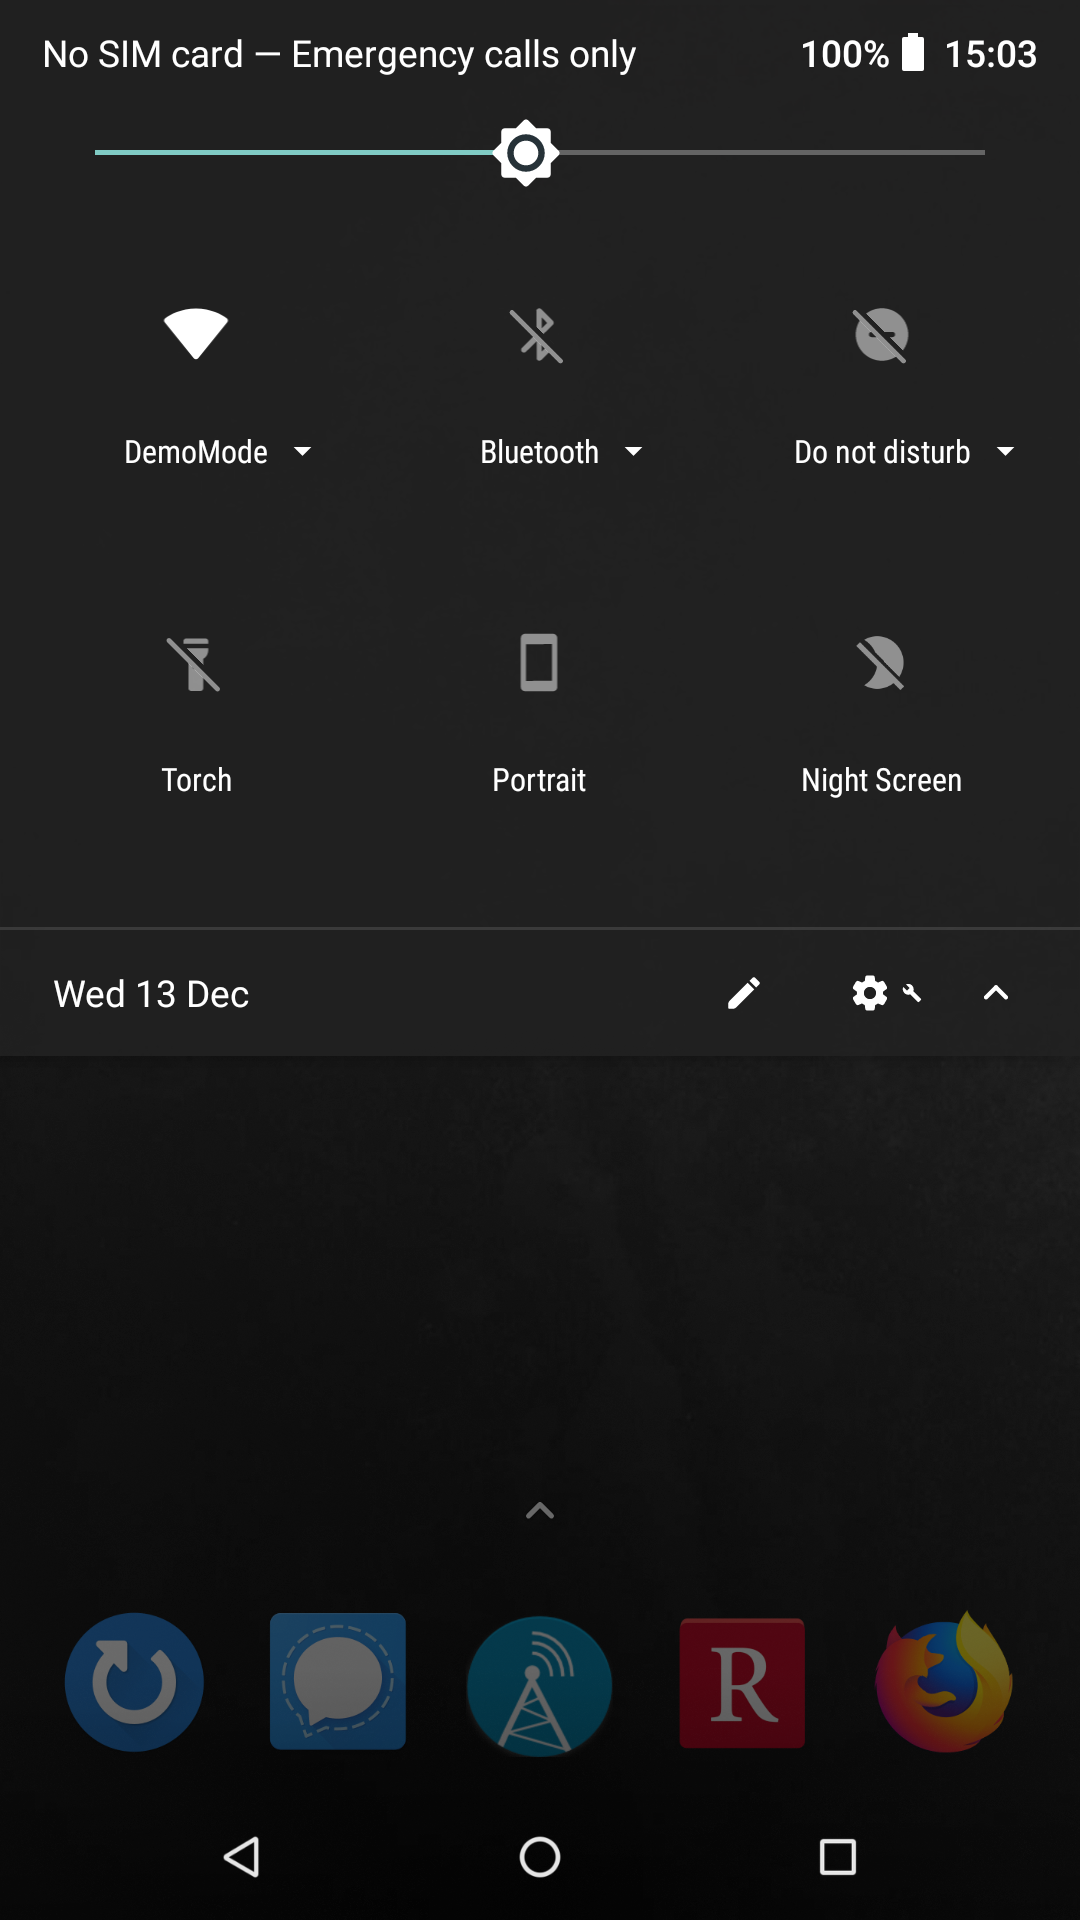 No SIM card — Emergency calls only 100% 15:03
DemoMode Bluetooth Do not disturb
Torch Portrait Night Screen
Wed 13 Dec
R